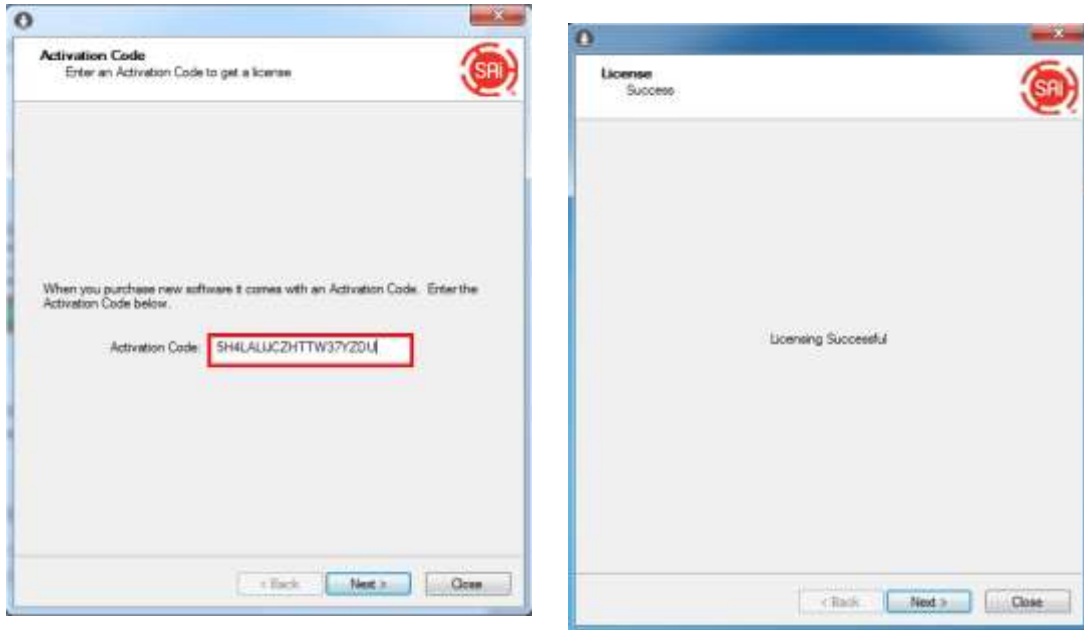 Activation Code
Enter an Activation Code to get a license
SAi
When you purchase new software it comes with an Activation Code. Enter the
Activation Code below.
Activation Code:
< Back
Next >
Close
License
Success
SAi
Licensing Successful
< Back
Next >
Close